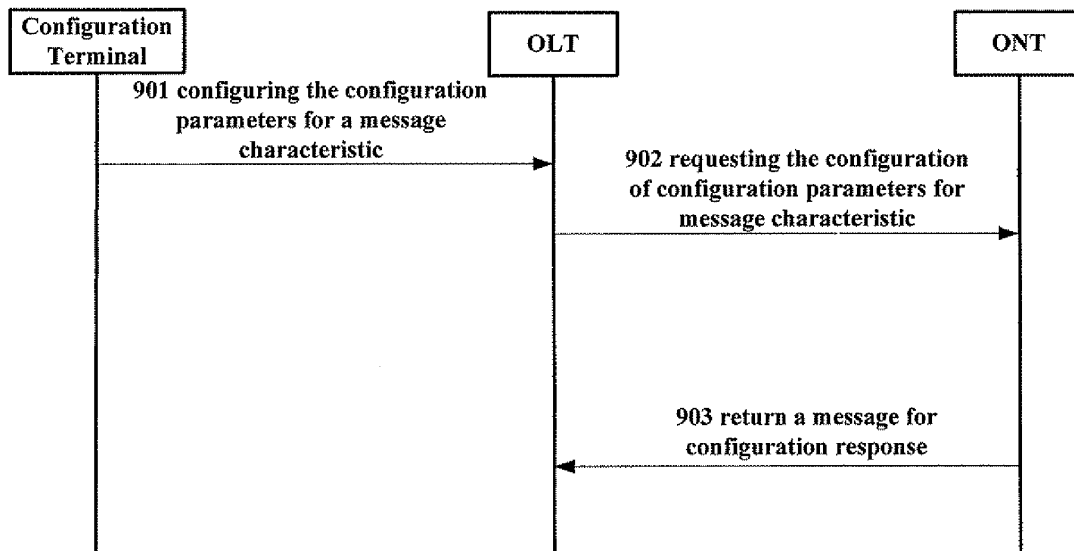 Configuration
Terminal
OLT
ONT
901 configuring the configuration
parameters for a message
characteristic
902 requesting the configuration
of configuration parameters for
message characteristic
903 return a message for
configuration response